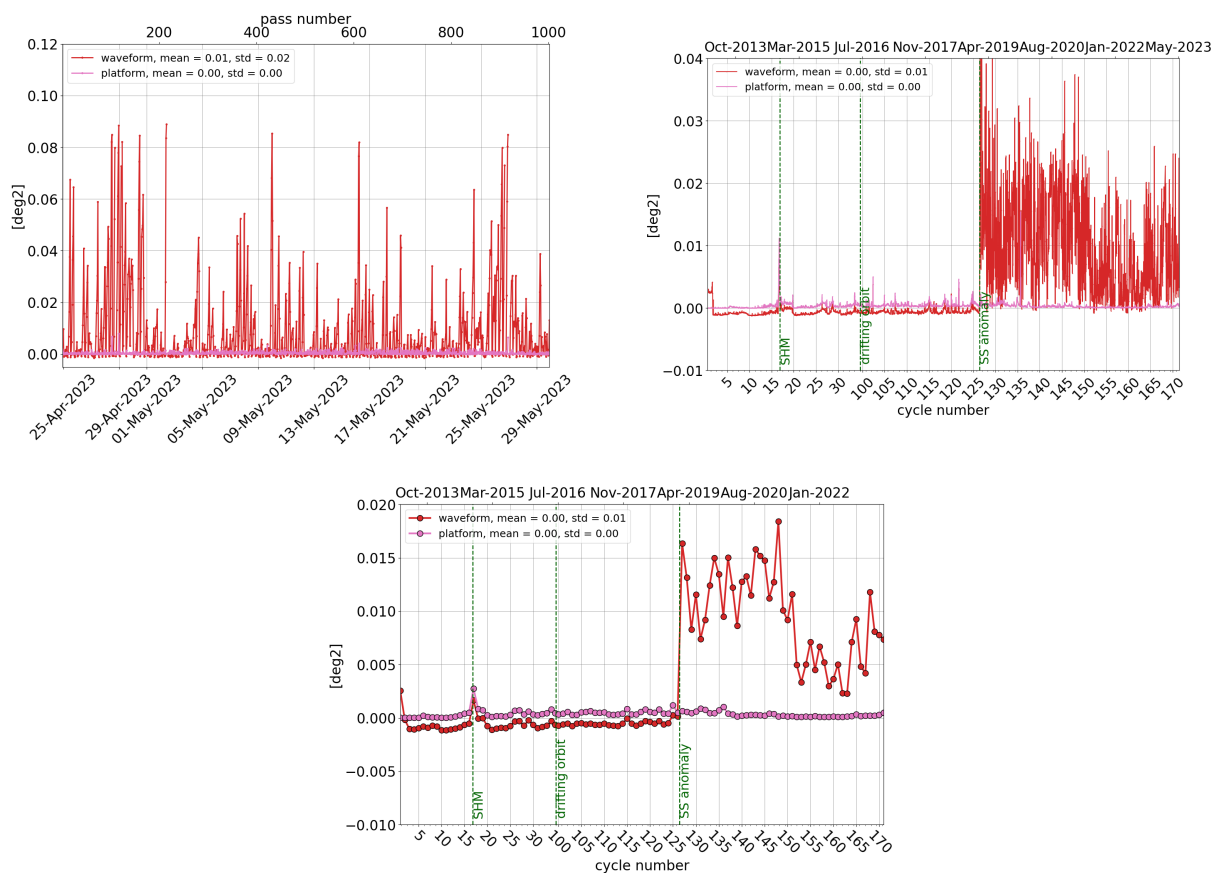 pass number
200 400 600 800 1000
waveform, mean = 0.01, std = 0.02
platform, mean = 0.00, std = 0.00
[deg2]
0.12
0.10
0.08
0.06
0.04
0.02
0.00
25-Apr-2023 29-Apr-2023 01-May-2023 05-May-2023 09-May-2023 13-May-2023 17-May-2023 21-May-2023 25-May-2023 29-May-2023
Oct-2013 Mar-2015 Jul-2016 Nov-2017 Apr-2019 Aug-2020 Jan-2022 May-2023
waveform, mean = 0.00, std = 0.01
platform, mean = 0.00, std = 0.00
[deg2]
0.04
0.03
0.02
0.01
0.00
−0.01
SHM
drifting orbit
SS anomaly
5 10 15 20 25 30 100 105 110 115 120 125 130 135 140 145 150 155 160 165 170
cycle number
Oct-2013 Mar-2015 Jul-2016 Nov-2017 Apr-2019 Aug-2020 Jan-2022
waveform, mean = 0.00, std = 0.01
platform, mean = 0.00, std = 0.00
[deg2]
0.020
0.015
0.010
0.005
0.000
−0.005
−0.010
SHM
drifting orbit
SS anomaly
5 10 15 20 25 30 100 105 110 115 120 125 130 135 140 145 150 155 160 165 170
cycle number